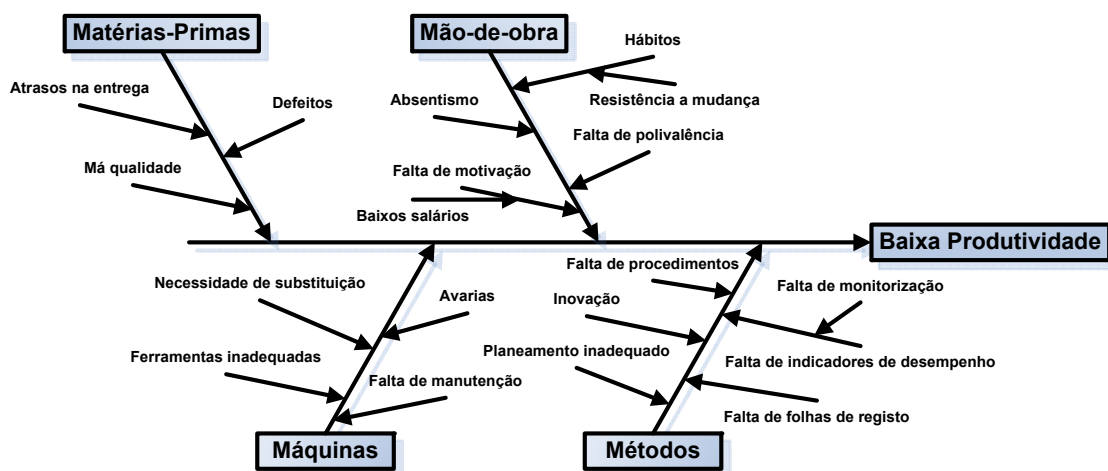 Matérias-Primas
Mão-de-obra
Hábitos
Atrasos na entrega
Defeitos
Absentismo
Resistência a mudança
Falta de polivalência
Má qualidade
Falta de motivação
Baixos salários
Baixa Produtividade
Necessidade de substituição
Avarias
Falta de procedimentos
Falta de monitorização
Inovação
Ferramentas inadequadas
Planeamento inadequado
Falta de indicadores de desempenho
Falta de manutenção
Falta de folhas de registo
Máquinas
Métodos